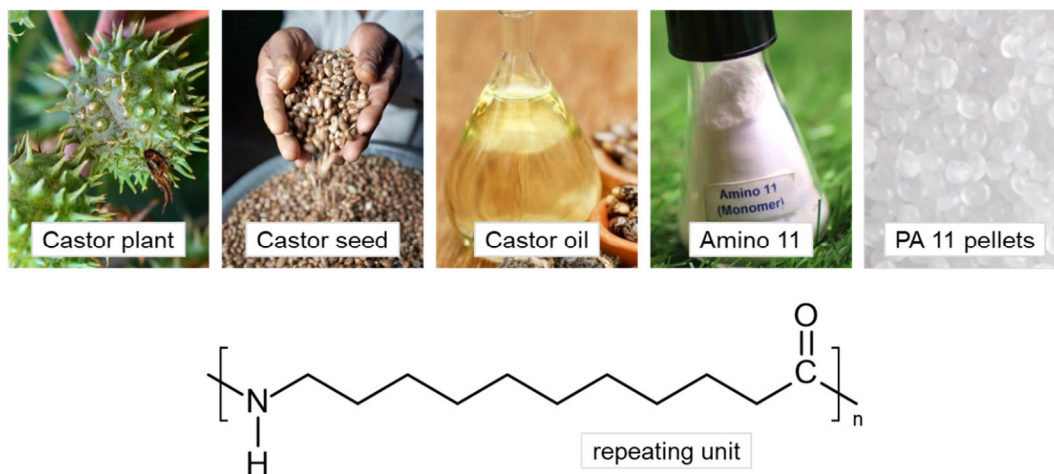 Castor plant
Castor seed
Castor oil
Amino 11
(Monomer)
Amino 11
PA 11 pellets
O
C
N
H
n
repeating unit